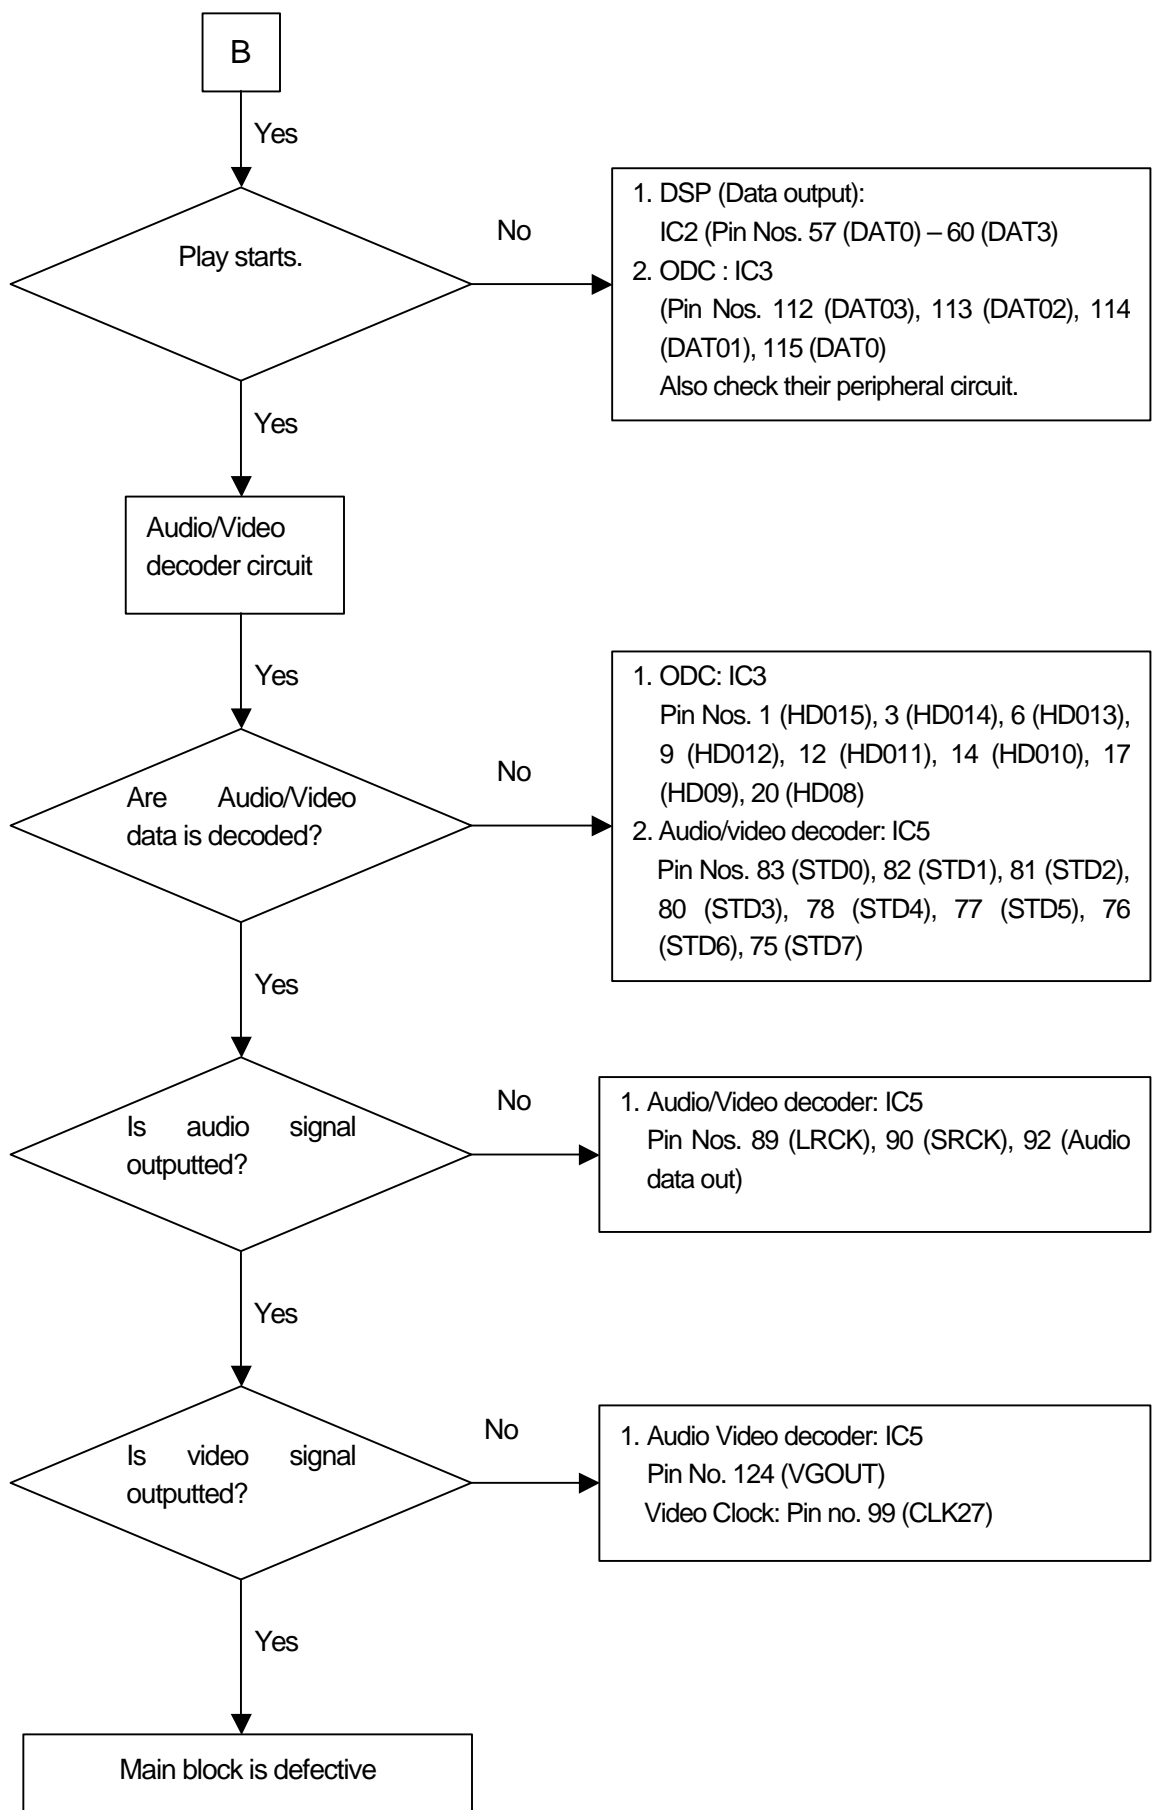 B
Yes
Play starts.
No
1. DSP (Data output):
IC2 (Pin Nos. 57 (DAT0) – 60 (DAT3)
2. ODC : IC3
(Pin Nos. 112 (DAT03), 113 (DAT02), 114
(DAT01), 115 (DAT0)
Also check their peripheral circuit.
Yes
Audio/Video
decoder circuit
Yes
Are Audio/Video
data is decoded?
No
1. ODC: IC3
Pin Nos. 1 (HD015), 3 (HD014), 6 (HD013),
9 (HD012), 12 (HD011), 14 (HD010), 17
(HD09), 20 (HD08)
2. Audio/video decoder: IC5
Pin Nos. 83 (STD0), 82 (STD1), 81 (STD2),
80 (STD3), 78 (STD4), 77 (STD5), 76
(STD6), 75 (STD7)
Yes
Is audio signal
outputted?
No
1. Audio/Video decoder: IC5
Pin Nos. 89 (LRCK), 90 (SRCK), 92 (Audio
data out)
Yes
Is video signal
outputted?
No
1. Audio Video decoder: IC5
Pin No. 124 (VGOUT)
Video Clock: Pin no. 99 (CLK27)
Yes
Main block is defective